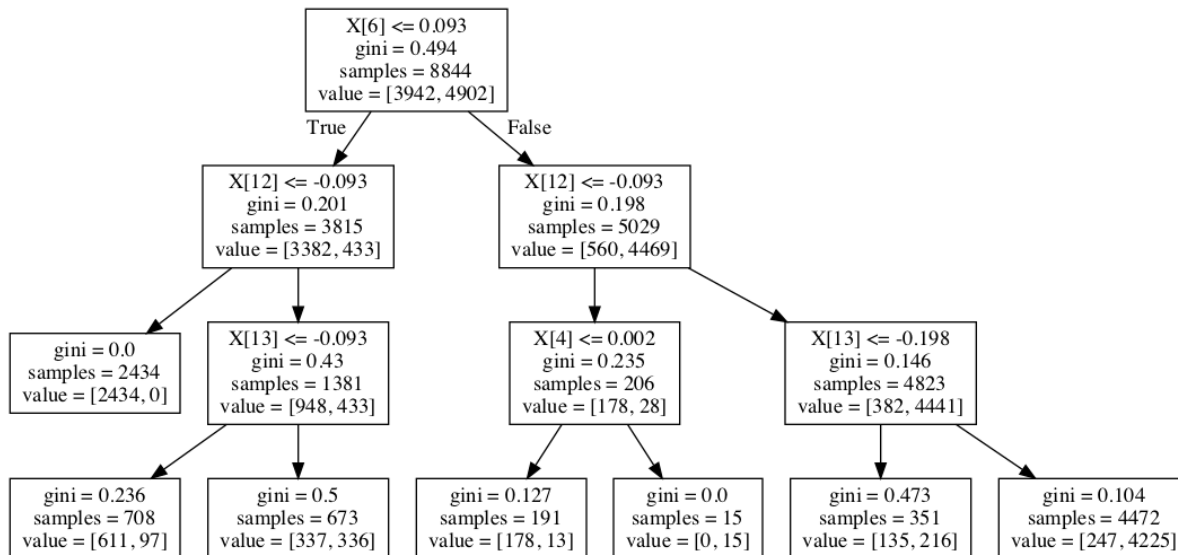 X[6] <= 0.093
gini = 0.494
samples = 8844
value = [3942, 4902]
True
False
X[12] <= -0.093
gini = 0.201
samples = 3815
value = [3382, 433]
X[12] <= -0.093
gini = 0.198
samples = 5029
value = [560, 4469]
gini = 0.0
samples = 2434
value = [2434, 0]
X[13] <= -0.093
gini = 0.43
samples = 1381
value = [948, 433]
X[4] <= 0.002
gini = 0.235
samples = 206
value = [178, 28]
X[13] <= -0.198
gini = 0.146
samples = 4823
value = [382, 4441]
gini = 0.236
samples = 708
value = [611, 97]
gini = 0.5
samples = 673
value = [337, 336]
gini = 0.127
samples = 191
value = [178, 13]
gini = 0.0
samples = 15
value = [0, 15]
gini = 0.473
samples = 351
value = [135, 216]
gini = 0.104
samples = 4472
value = [247, 4225]